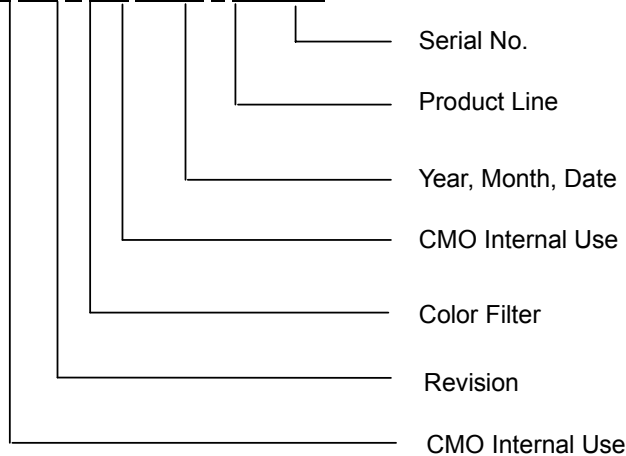 Serial No.
Product Line
Year, Month, Date
CMO Internal Use
Color Filter
Revision
CMO Internal Use